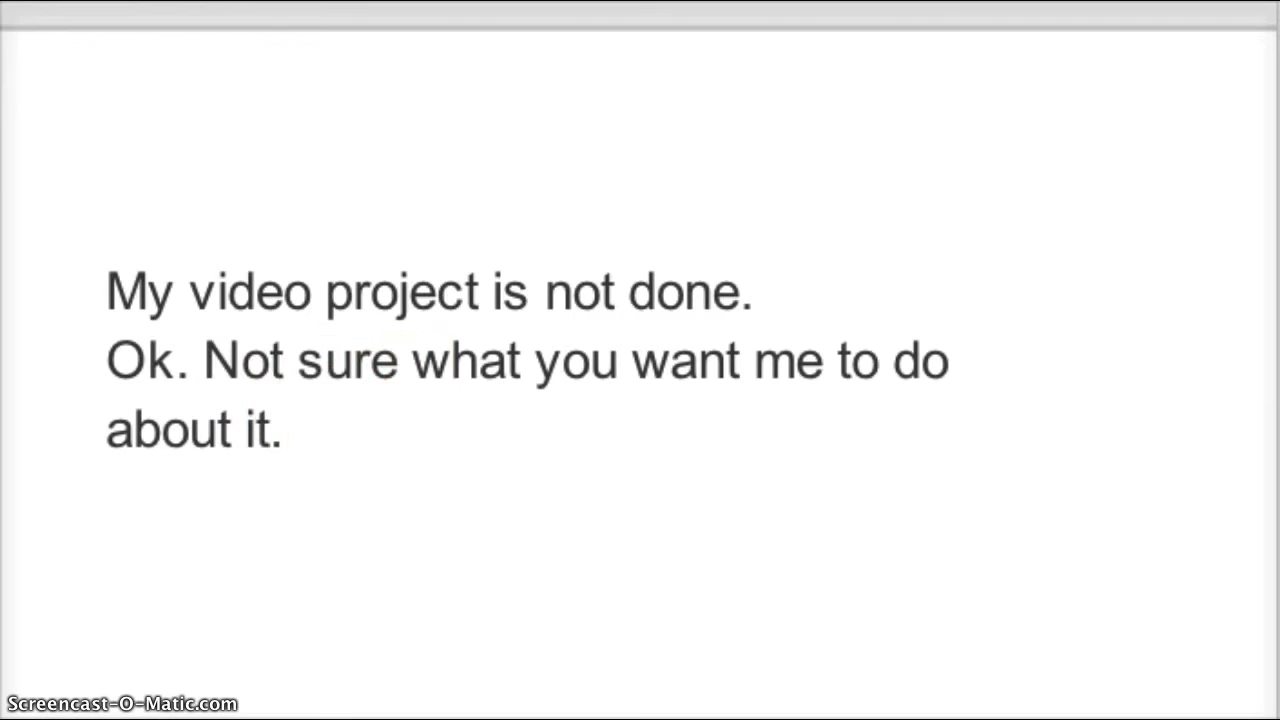 My video project is not done.
Ok. Not sure what you want me to do
about it.
Screencast-O-Matic.com